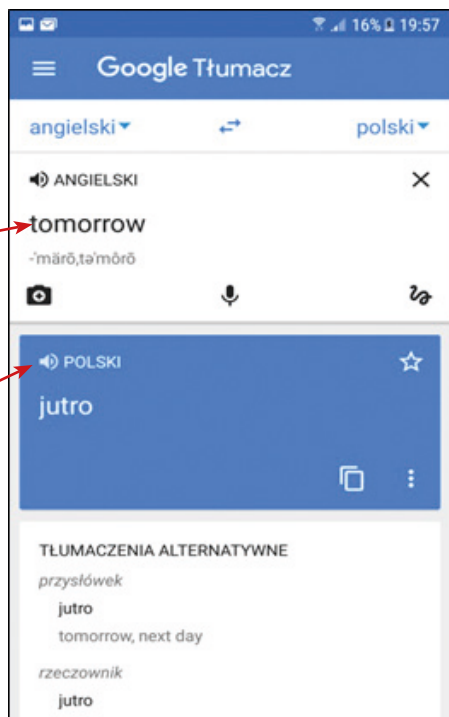 16% 19:57
Google Tłumacz
angielski polski
ANGIELSKI
tomorrow
-ˈmärō,təˈmôrō
POLSKI
jutro
TŁUMACZENIA ALTERNATYWNE
przysłówek
jutro
tomorrow, next day
rzeczownik
jutro